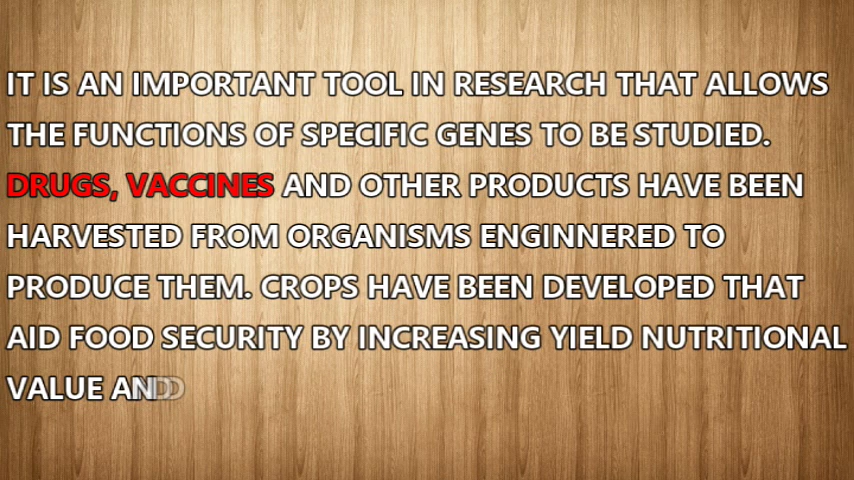 IT IS AN IMPORTANT TOOL IN RESEARCH THAT ALLOWS
THE FUNCTIONS OF SPECIFIC GENES TO BE STUDIED.
DRUGS, VACCINES AND OTHER PRODUCTS HAVE BEEN
HARVESTED FROM ORGANISMS ENGINNERED TO
PRODUCE THEM. CROPS HAVE BEEN DEVELOPED THAT
AID FOOD SECURITY BY INCREASING YIELD NUTRITIONAL
VALUE AND